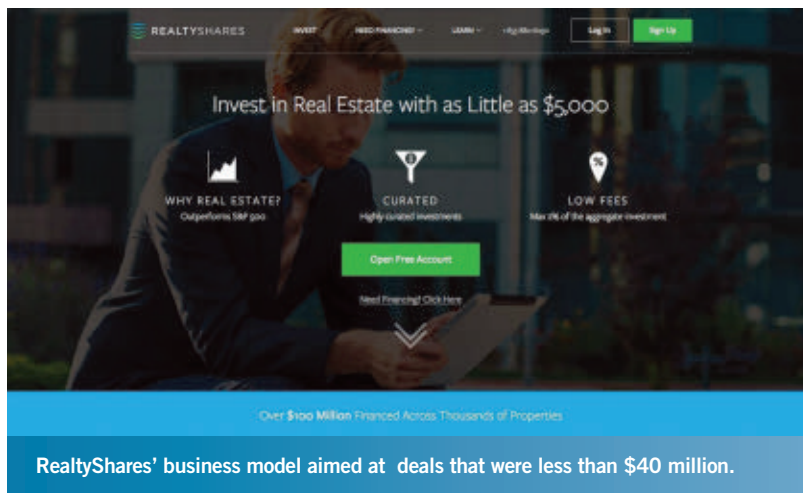 REALTYSHARES INVEST NEED FINANCING? LEARN Log In Sign Up
Invest in Real Estate with as Little as $5,000
WHY REAL ESTATE? CURATED LOW FEES
Outperforms S&P 500 Highly curated investments Max 2% of the aggregate investment
Open Free Account
Need Financing? Click Here
Over $100 Million Financed Across Thousands of Properties
RealtyShares' business model aimed at deals that were less than $40 million.